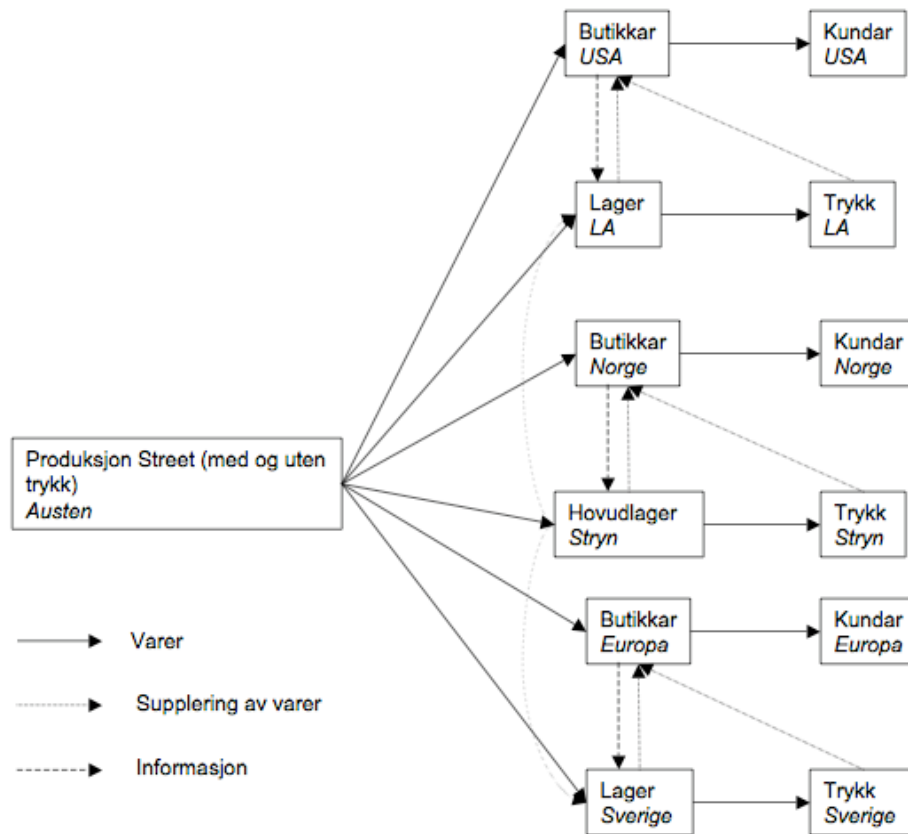 Butikkar
USA
Kundar
USA
Lager
LA
Trykk
LA
Butikkar
Norge
Kundar
Norge
Produksjon Street (med og uten
trykk)
Austen
Hovudlager
Stryn
Trykk
Stryn
Butikkar
Europa
Kundar
Europa
Varer
Supplering av varer
Informasjon
Lager
Sverige
Trykk
Sverige